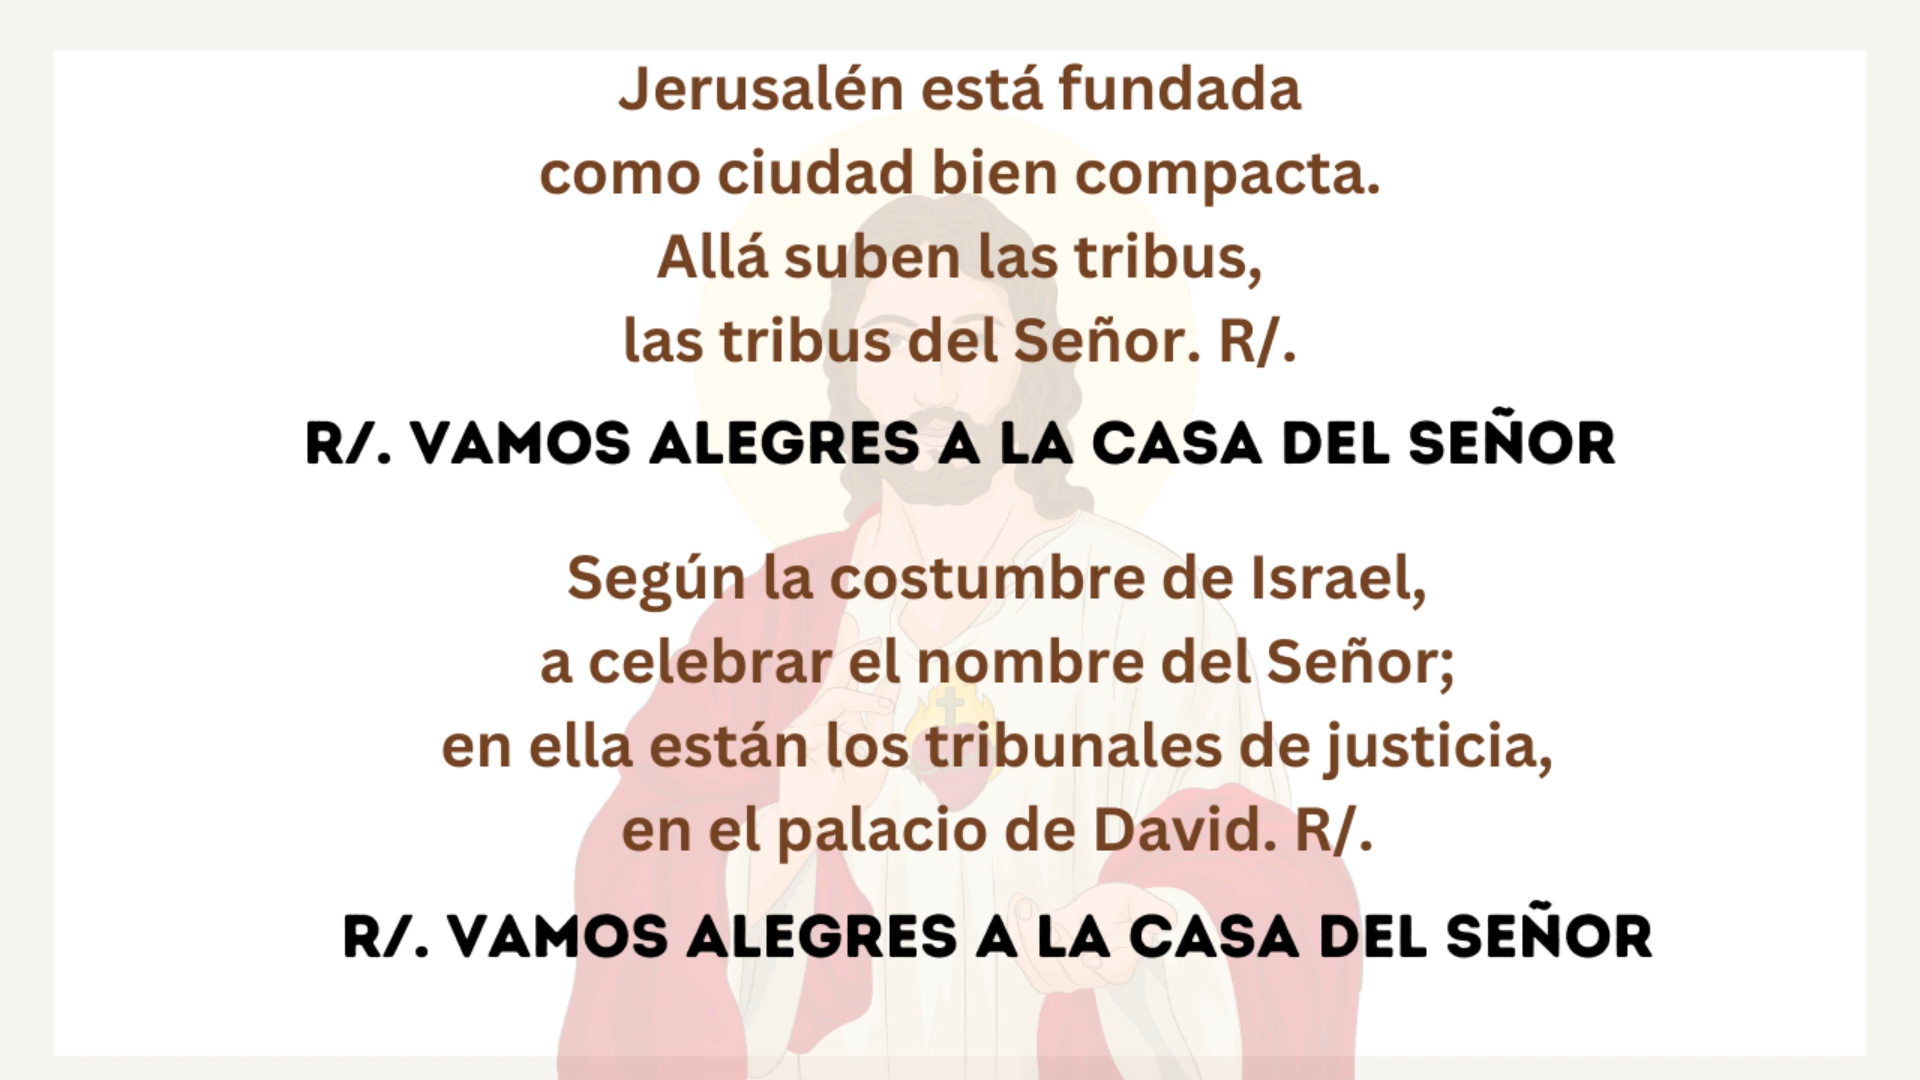 Jerusalén está fundada
como ciudad bien compacta.
Allá suben las tribus,
las tribus del Señor. R/.
R/. VAMOS ALEGRES A LA CASA DEL SEÑOR
Según la costumbre de Israel,
a celebrar el nombre del Señor;
en ella están los tribunales de justicia,
en el palacio de David. R/.
R/. VAMOS ALEGRES A LA CASA DEL SEÑOR